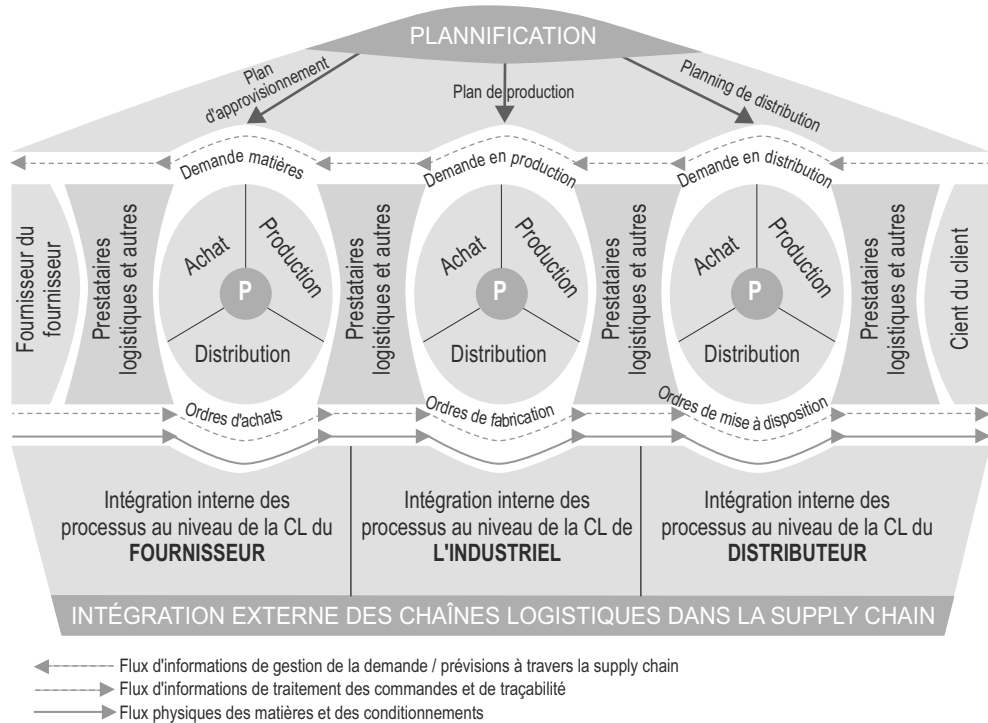 PLANNIFICATION
Plan
d'approvisionnement
Plan de production
Planning de distribution
Demande matières
Demande en production
Demande en distribution
Fournisseur du
fournisseur
Prestataires
logistiques et autres
Achat
Production
P
Distribution
Prestataires
logistiques et autres
Achat
Production
P
Distribution
Prestataires
logistiques et autres
Achat
Production
P
Distribution
Prestataires
logistiques et autres
Cient du client
Ordres d'achats
Ordres de fabrication
Ordres de mise à disposition
Intégration interne des
processus au niveau de la CL du
FOURNISSEUR
Intégration interne des
processus au niveau de la CL de
L'INDUSTRIEL
Intégration interne des
processus au niveau de la CL du
DISTRIBUTEUR
INTÉGRATION EXTERNE DES CHAÎNES LOGISTIQUES DANS LA SUPPLY CHAIN
Flux d'informations de gestion de la demande / prévisions à travers la supply chain
Flux d'informations de traitement des commandes et de traçabilité
Flux physiques des matières et des conditionnements